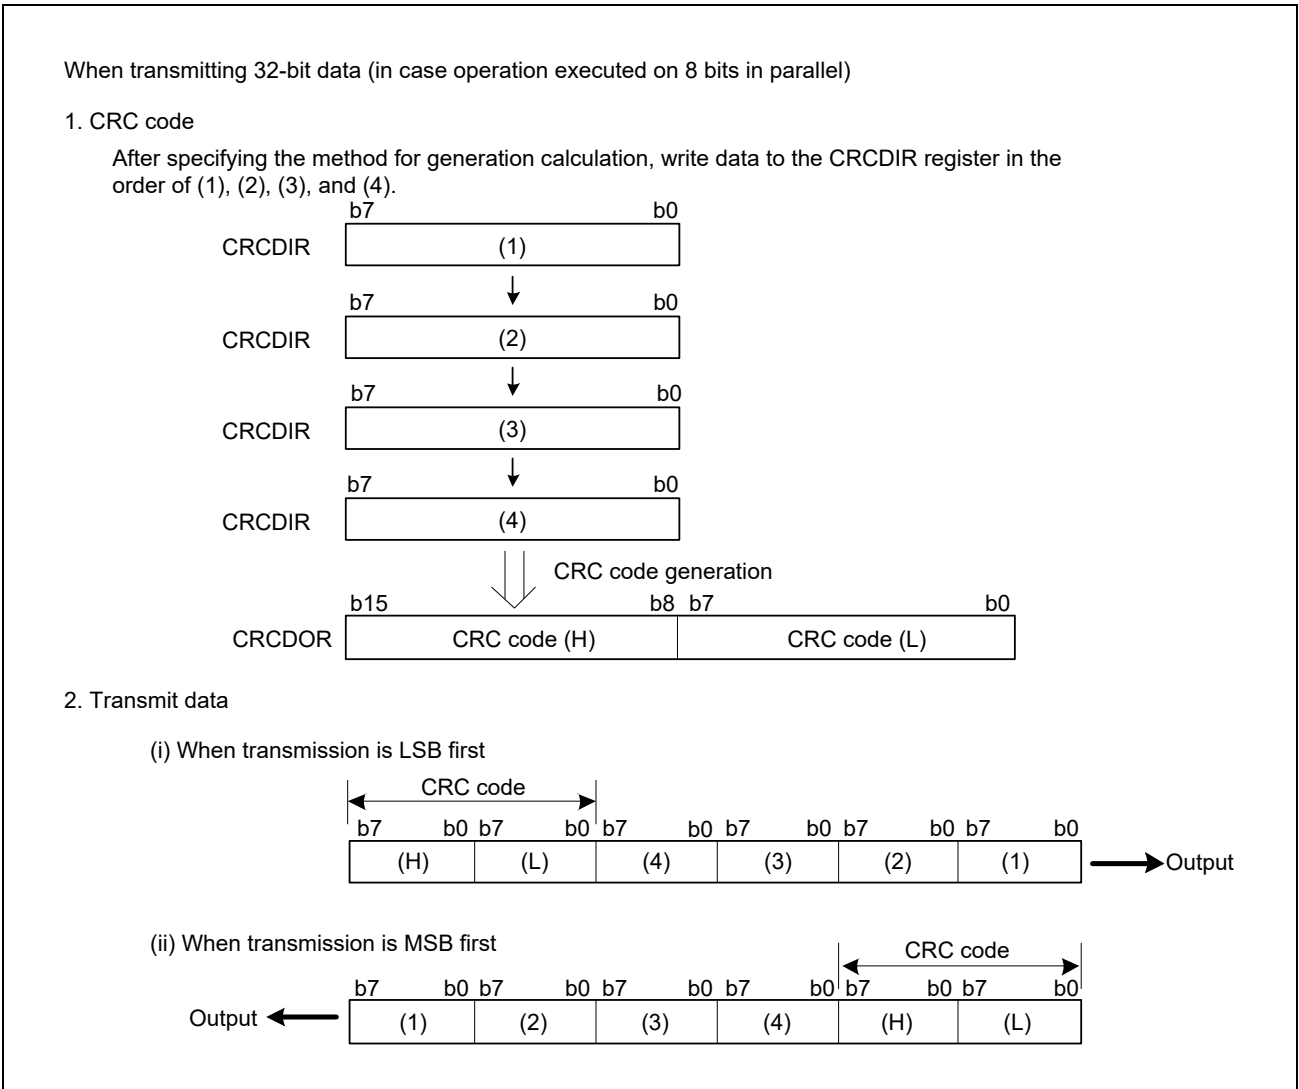 When transmitting 32-bit data (in case operation executed on 8 bits in parallel)
1. CRC code
After specifying the method for generation calculation, write data to the CRCDIR register in the
order of (1), (2), (3), and (4).
b7 b0
CRCDIR (1)
b7 b0
CRCDIR (2)
b7 b0
CRCDIR (3)
b7 b0
CRCDIR (4)
CRC code generation
b15 b8 b7 b0
CRCDOR CRC code (H) CRC code (L)
2. Transmit data
(i) When transmission is LSB first
CRC code
b7 b0 b7 b0 b7 b0 b7 b0 b7 b0 b7 b0
(H) (L) (4) (3) (2) (1) Output
(ii) When transmission is MSB first
CRC code
b7 b0 b7 b0 b7 b0 b7 b0 b7 b0 b7 b0
Output (1) (2) (3) (4) (H) (L)